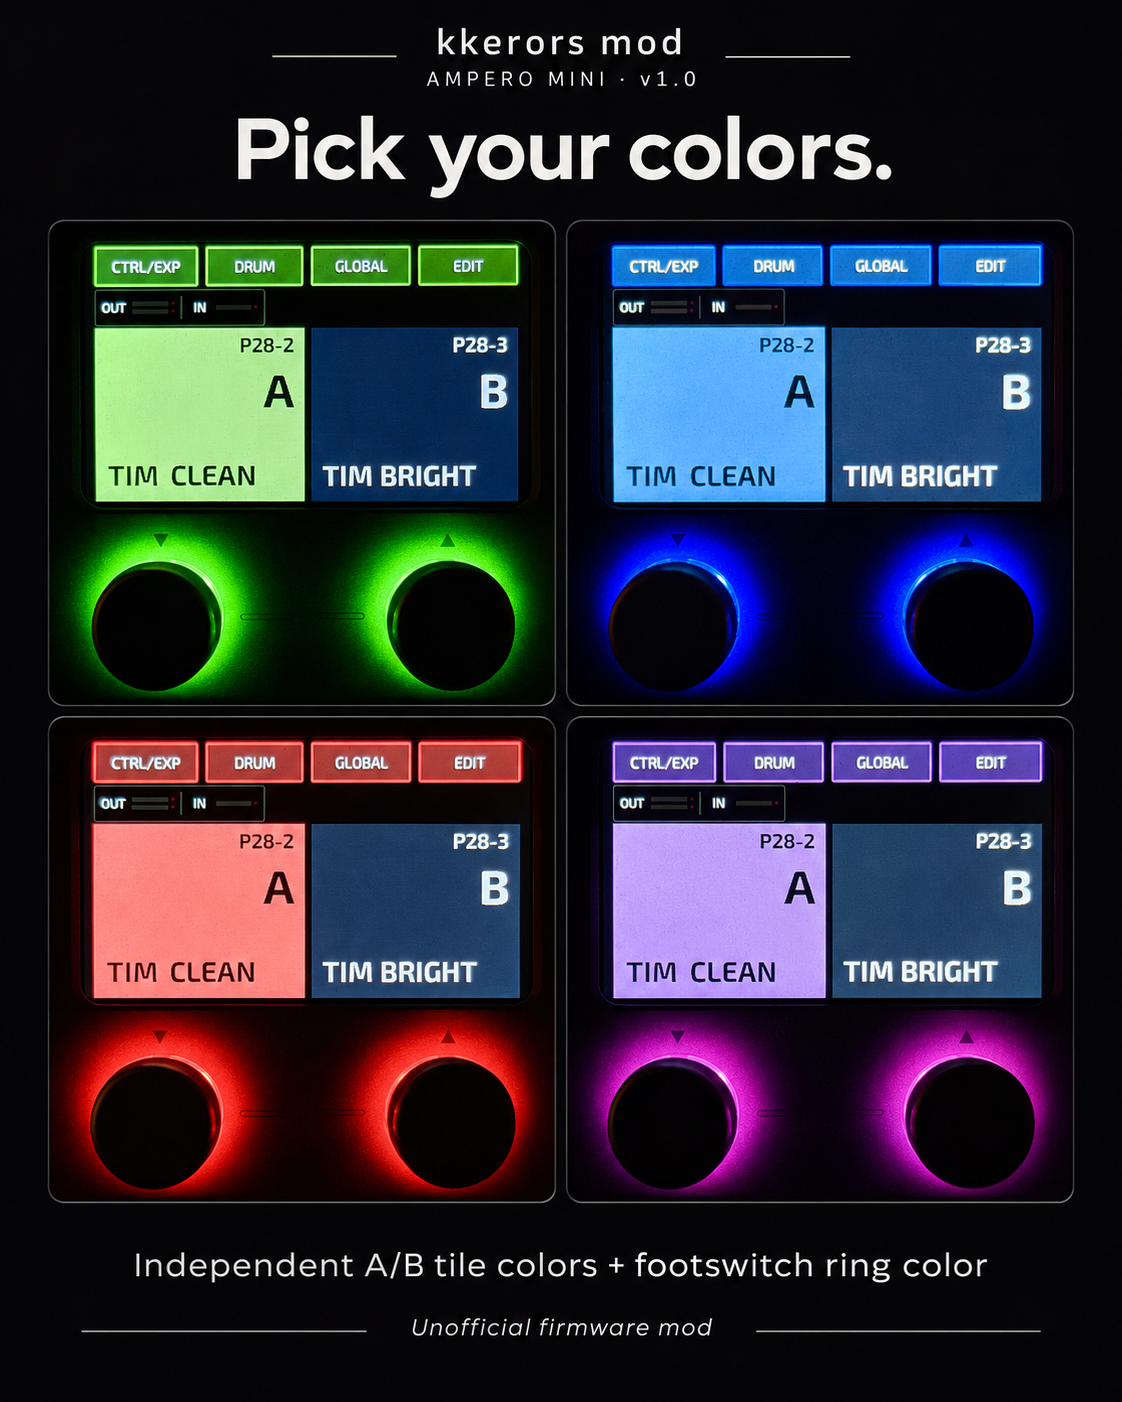 kkerors mod
AMPERO MINI · v1.0
Pick your colors.
CTRL/EXP DRUM GLOBAL EDIT
OUT IN
P28-2 P28-3
A B
TIM CLEAN TIM BRIGHT
CTRL/EXP DRUM GLOBAL EDIT
OUT IN
P28-2 P28-3
A B
TIM CLEAN TIM BRIGHT
CTRL/EXP DRUM GLOBAL EDIT
OUT IN
P28-2 P28-3
A B
TIM CLEAN TIM BRIGHT
CTRL/EXP DRUM GLOBAL EDIT
OUT IN
P28-2 P28-3
A B
TIM CLEAN TIM BRIGHT
Independent A/B tile colors + footswitch ring color
Unofficial firmware mod